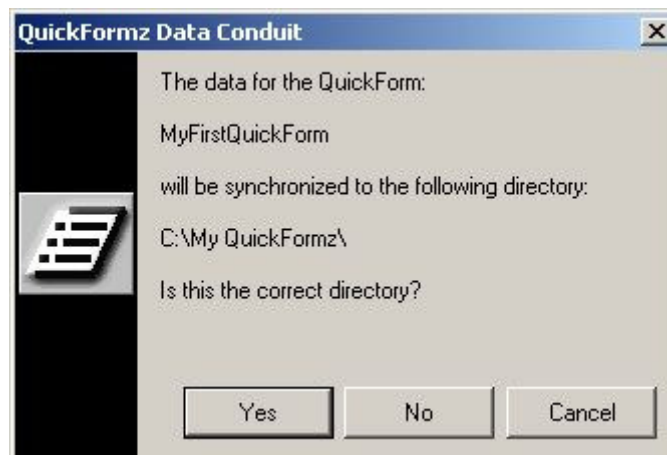 QuickFormz Data Conduit
The data for the QuickForm:
MyFirstQuickForm
will be synchronized to the following directory:
C:\My QuickFormz\
Is this the correct directory?
Yes
No
Cancel